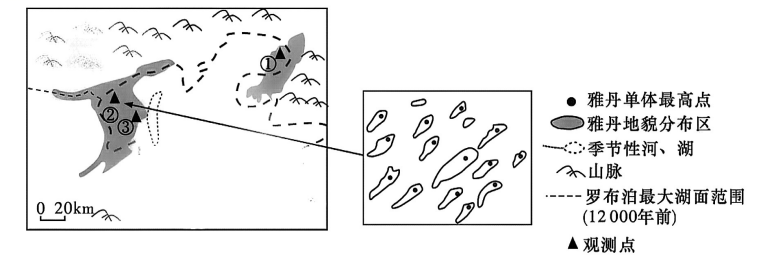 ①
②
③
0 20km
雅丹单体最高点
雅丹地貌分布区
季节性河、湖
山脉
罗布泊最大湖面范围
(12 000年前)
观测点